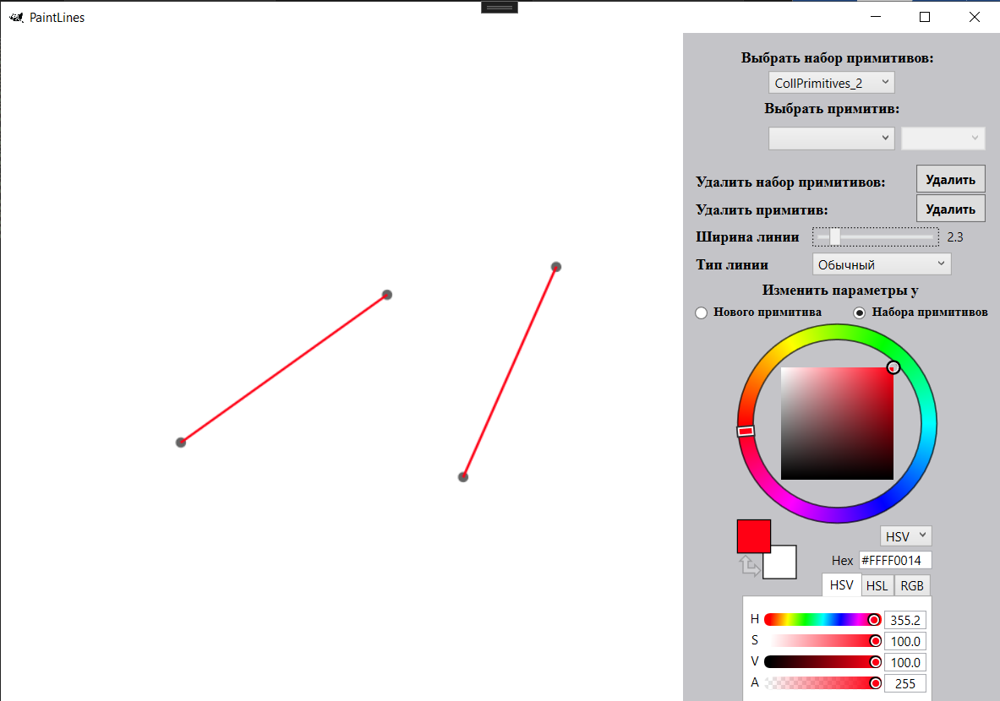 PaintLines
Выбрать набор примитивов:
CollPrimitives_2
Выбрать примитив:
Удалить набор примитивов: Удалить
Удалить примитив: Удалить
Ширина линии 2.3
Тип линии Обычный
Изменить параметры у
Нового примитива Набора примитивов
HSV
Hex #FFFF0014
HSV HSL RGB
H 355.2
S 100.0
V 100.0
A 255